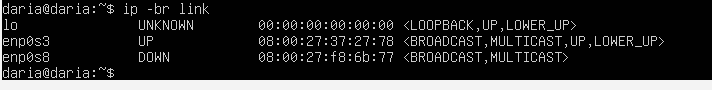 daria@daria:~$ ip -br link
lo               UNKNOWN        00:00:00:00:00:00 <LOOPBACK,UP,LOWER_UP>
enp0s3           UP             08:00:27:37:27:78 <BROADCAST,MULTICAST,UP,LOWER_UP>
enp0s8           DOWN           08:00:27:f8:6b:77 <BROADCAST,MULTICAST>
daria@daria:~$